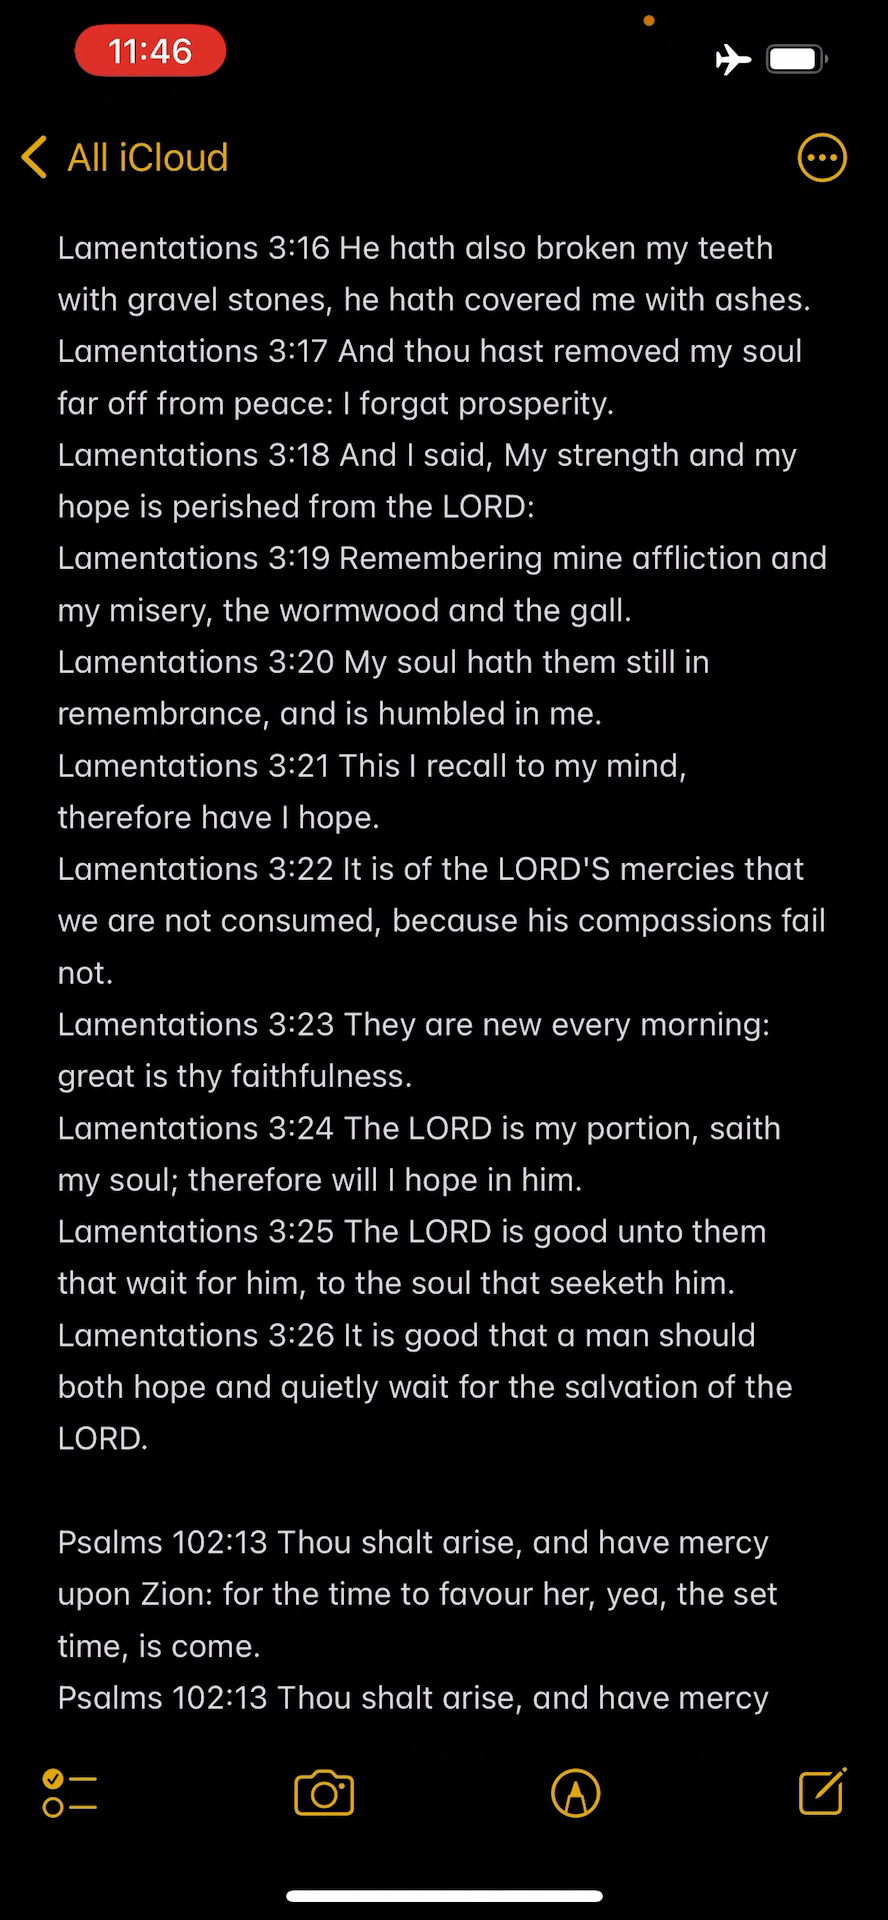 11:46
All iCloud
Lamentations 3:16 He hath also broken my teeth
with gravel stones, he hath covered me with ashes.
Lamentations 3:17 And thou hast removed my soul
far off from peace: I forgat prosperity.
Lamentations 3:18 And I said, My strength and my
hope is perished from the LORD:
Lamentations 3:19 Remembering mine affliction and
my misery, the wormwood and the gall.
Lamentations 3:20 My soul hath them still in
remembrance, and is humbled in me.
Lamentations 3:21 This I recall to my mind,
therefore have I hope.
Lamentations 3:22 It is of the LORD'S mercies that
we are not consumed, because his compassions fail
not.
Lamentations 3:23 They are new every morning:
great is thy faithfulness.
Lamentations 3:24 The LORD is my portion, saith
my soul; therefore will I hope in him.
Lamentations 3:25 The LORD is good unto them
that wait for him, to the soul that seeketh him.
Lamentations 3:26 It is good that a man should
both hope and quietly wait for the salvation of the
LORD.
Psalms 102:13 Thou shalt arise, and have mercy
upon Zion: for the time to favour her, yea, the set
time, is come.
Psalms 102:13 Thou shalt arise, and have mercy